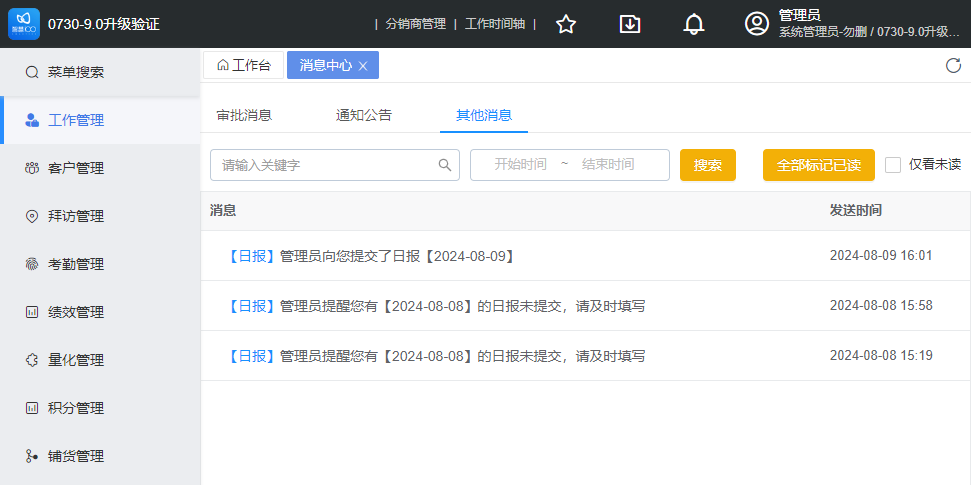 智慧100
0730-9.0升级验证
| 分销商管理 | 工作时间轴 |
管理员
系统管理员-勿删 / 0730-9.0升级...
菜单搜索
工作管理
客户管理
拜访管理
考勤管理
绩效管理
量化管理
积分管理
铺货管理
工作台 消息中心
审批消息 通知公告 其他消息
请输入关键字 开始时间 ~ 结束时间 搜索 全部标记已读 仅看未读
消息 发送时间
【日报】管理员向您提交了日报【2024-08-09】 2024-08-09 16:01
【日报】管理员提醒您有【2024-08-08】的日报未提交，请及时填写 2024-08-08 15:58
【日报】管理员提醒您有【2024-08-08】的日报未提交，请及时填写 2024-08-08 15:19